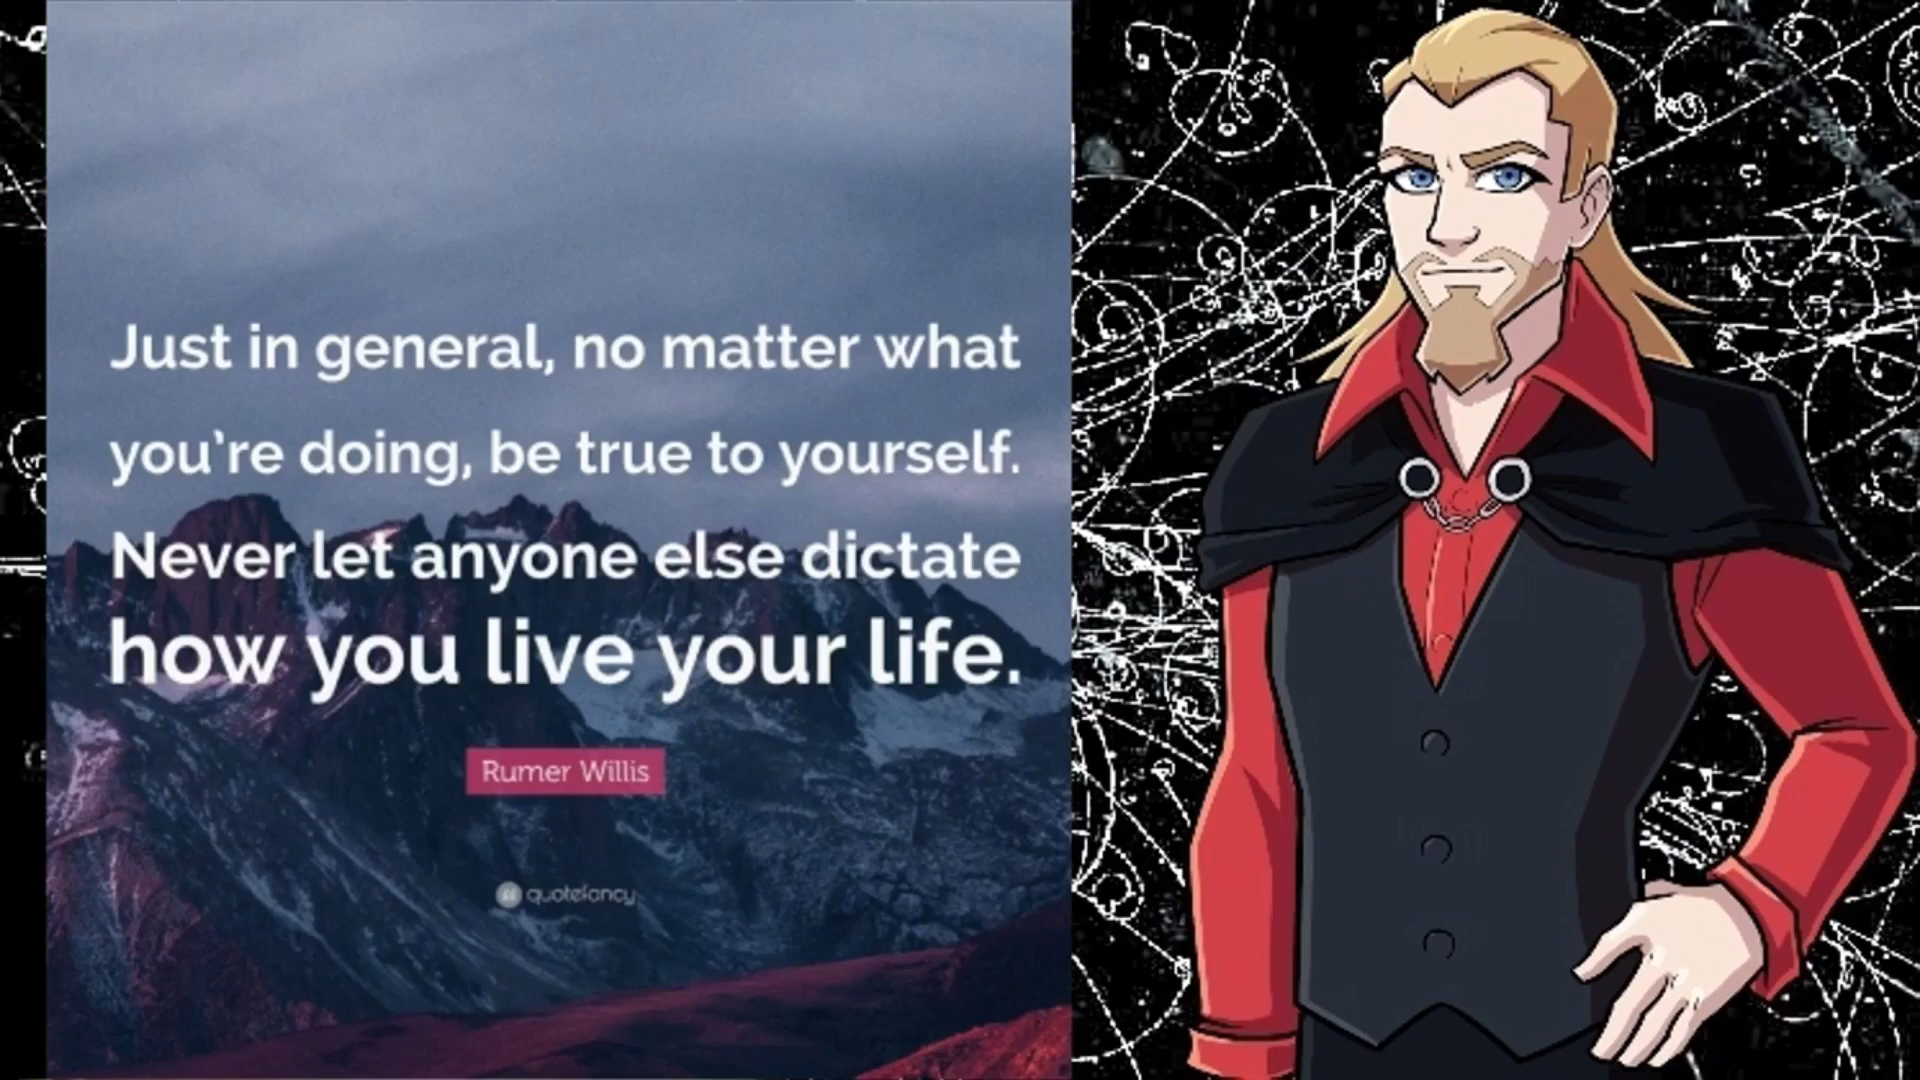 Just in general, no matter what
you're doing, be true to yourself.
Never let anyone else dictate
how you live your life.
Rumer Willis
quotefancy